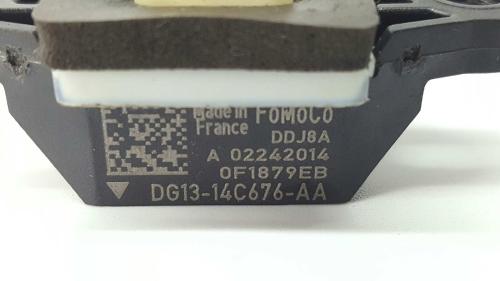 Made in FoMoCo
France DDJ8A
A 02242014
0F1879EB
DG13-14C676-AA